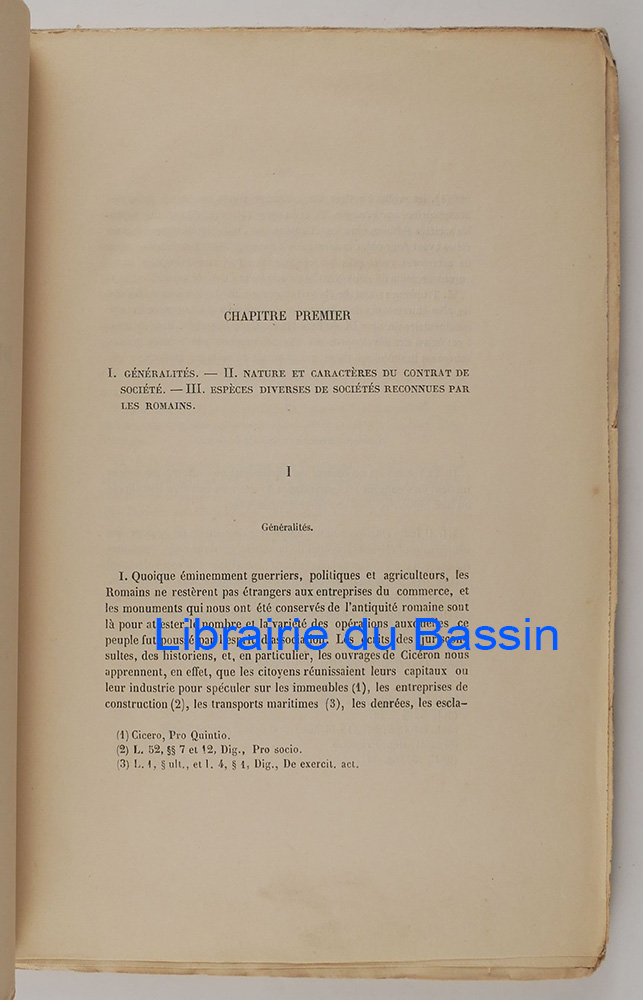 CHAPITRE PREMIER
I. GÉNÉRALITÉS. — II. NATURE ET CARACTÈRES DU CONTRAT DE
SOCIÉTÉ. — III. ESPÈCES DIVERSES DE SOCIÉTÉS RECONNUES PAR
LES ROMAINS.
I
Généralités.
I. Quoique éminemment guerriers, politiques et agriculteurs, les
Romains ne restèrent pas étrangers aux entreprises du commerce, et
les monuments qui nous ont été conservés de l'antiquité romaine sont
là pour attester le nombre et la variété des opérations auxquelles ce
peuple fut poussé par l'esprit d'association. Les écrits des juriscon-
Librairie du Bassin
sultes, des historiens, et, en particulier, les ouvrages de Cicéron nous
apprennent, en effet, que les citoyens réunissaient leurs capitaux ou
leur industrie pour spéculer sur les immeubles (1), les entreprises de
construction (2), les transports maritimes (3), les denrées, les escla-
(1) Cicero, Pro Quintio.
(2) L. 52, §§ 7 et 12, Dig., Pro socio.
(3) L. 1, § ult., et l. 4, § 1, Dig., De exercit. act.